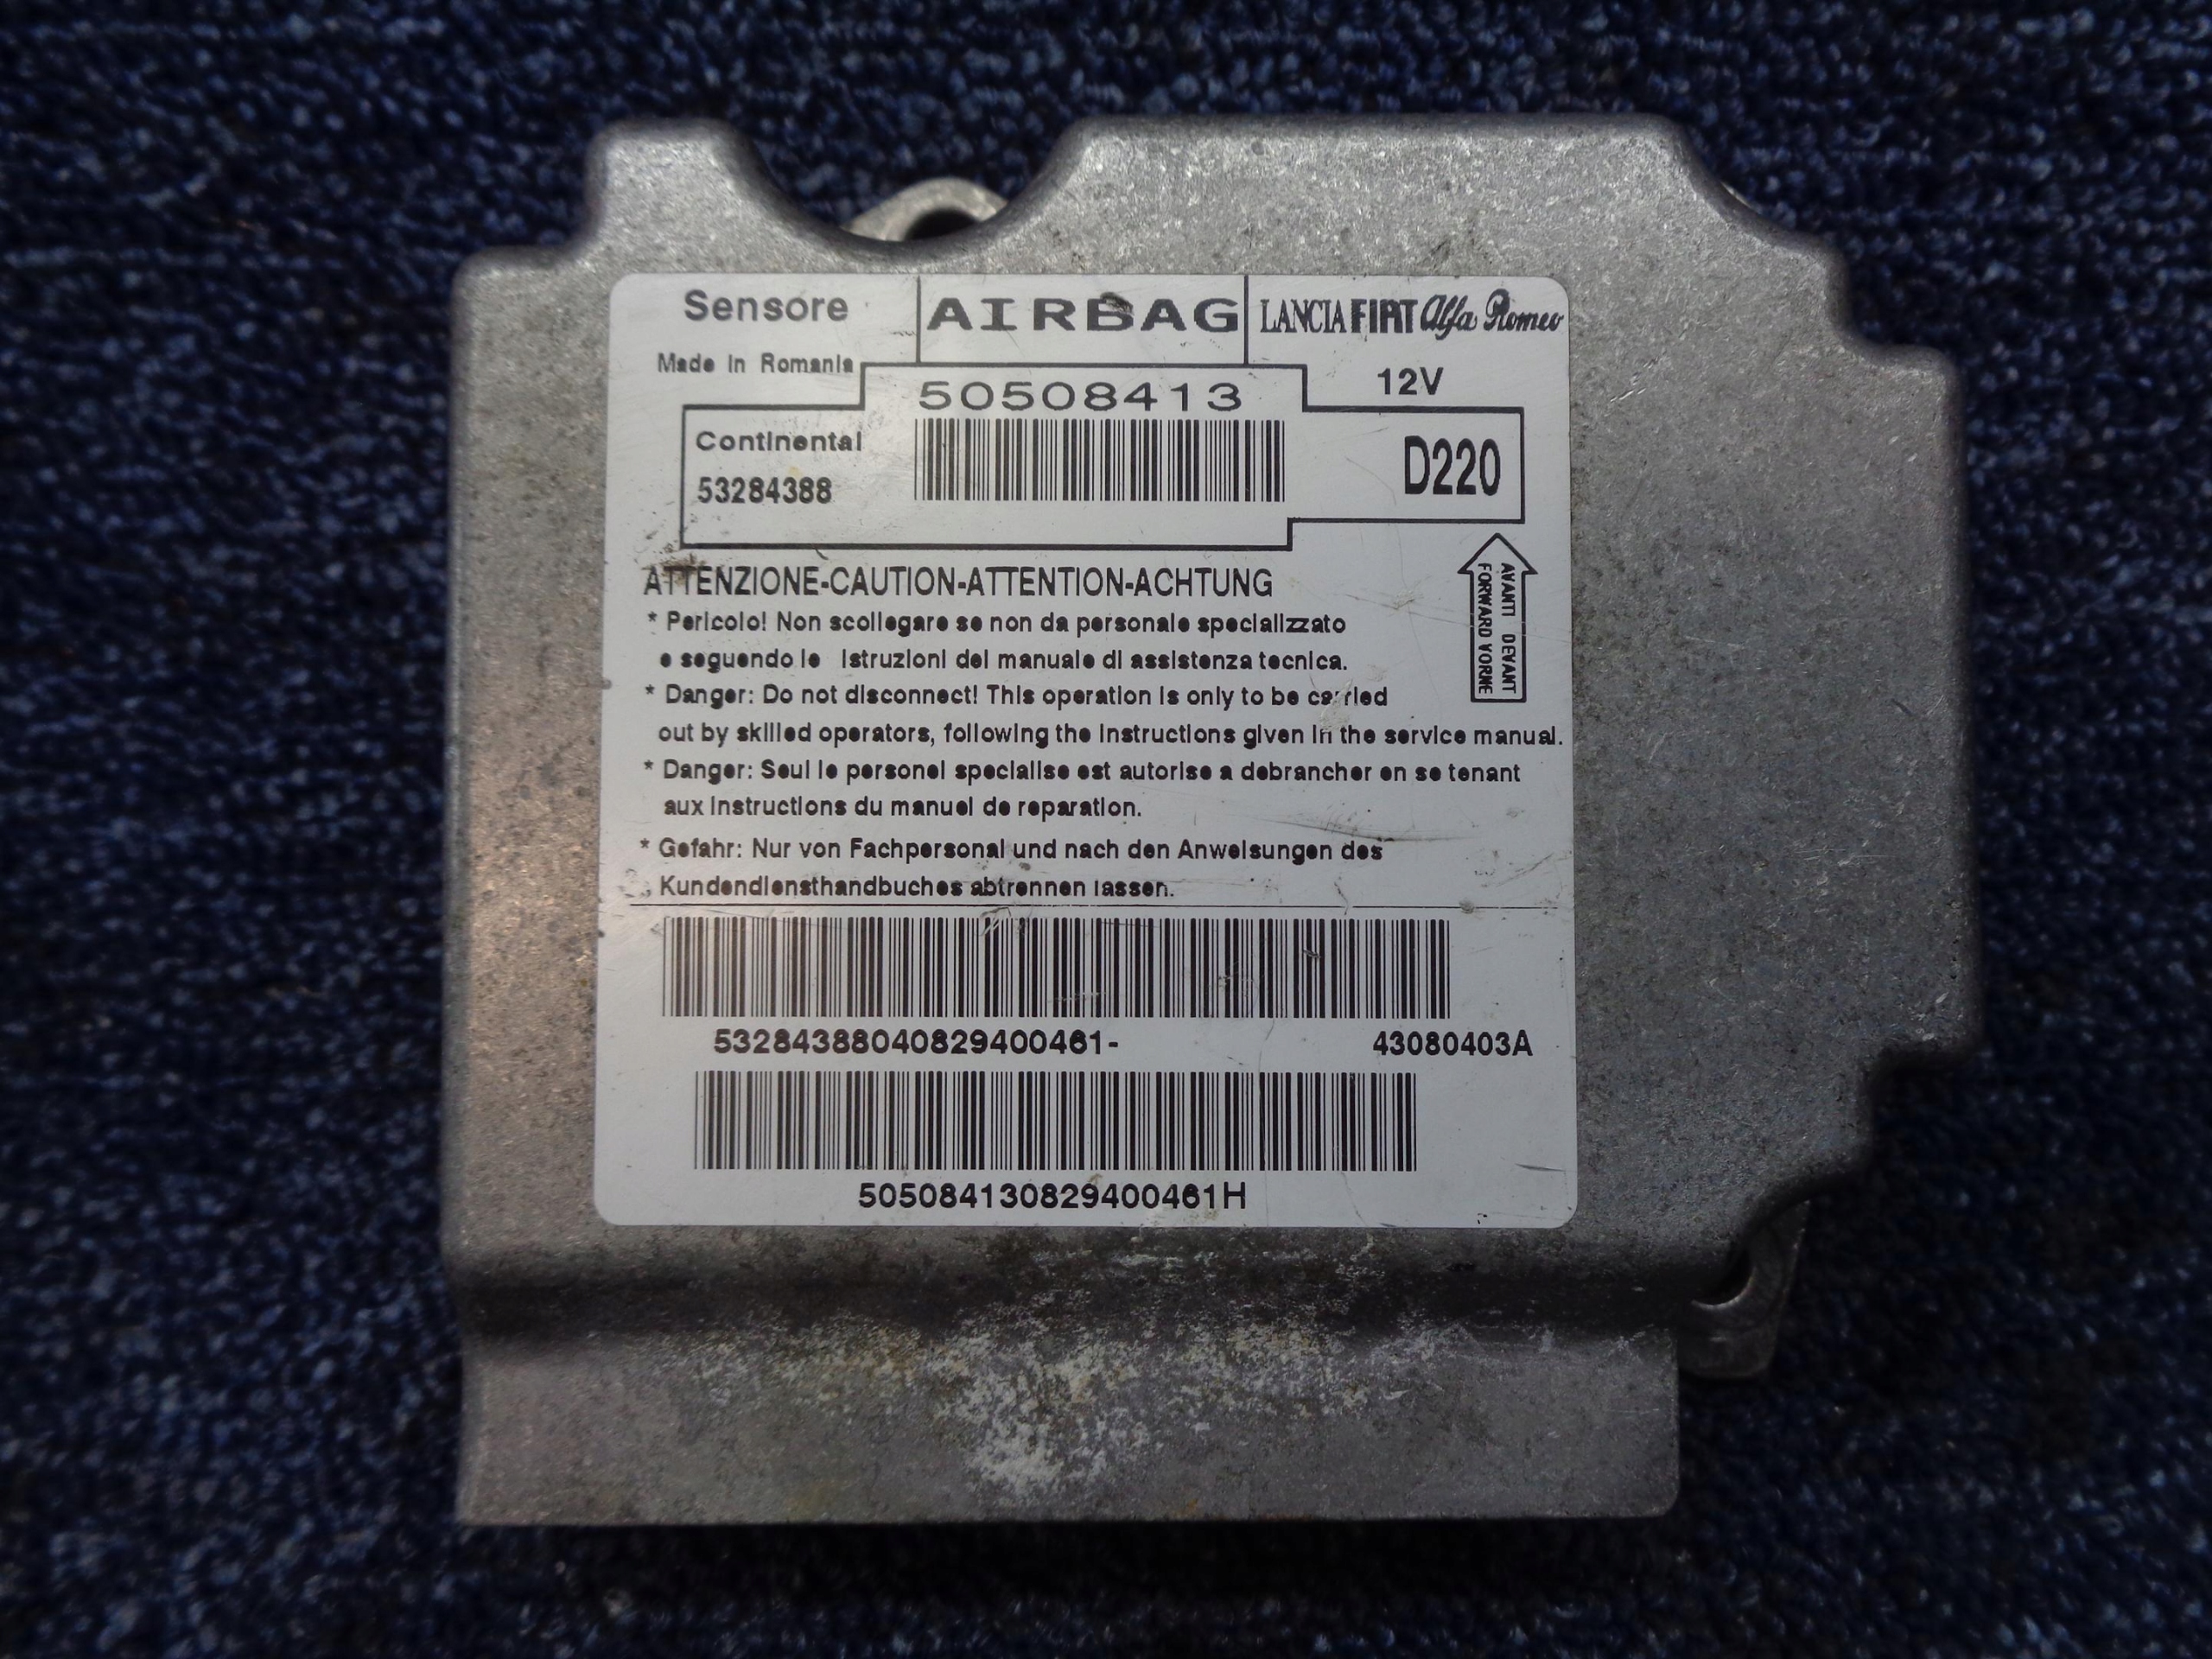 Sensore
AIRBAG
LANCIA FIAT Alfa Romeo
Made in Romania
50508413
12V
Continental
53284388
D220
AVANTI DEVANT
FORWARD VORNE
ATTENZIONE-CAUTION-ATTENTION-ACHTUNG
* Pericolo! Non scollegare se non da personale specializzato
e seguendo le istruzioni del manuale di assistenza tecnica.
* Danger: Do not disconnect! This operation is only to be carried
out by skilled operators, following the instructions given in the service manual.
* Danger: Seul le personel specialise est autorise a debrancher en se tenant
aux instructions du manuel de reparation.
* Gefahr: Nur von Fachpersonal und nach den Anweisungen des
Kundendiensthandbuches abtrennen lassen.
53284388040829400461-
43080403A
505084130829400461H